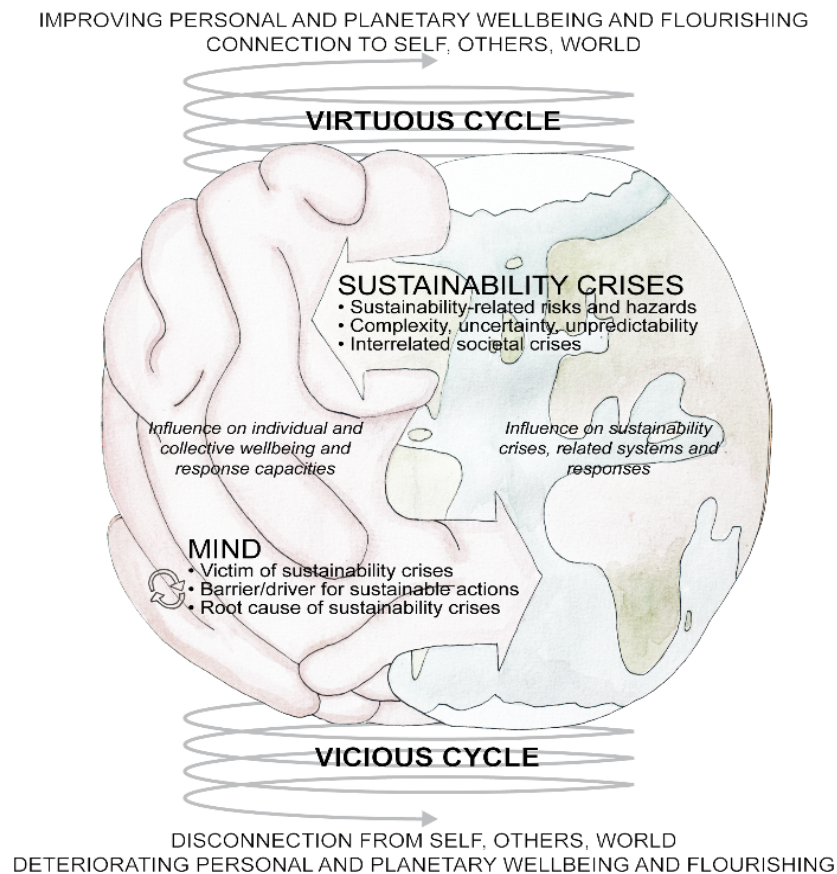 IMPROVING PERSONAL AND PLANETARY WELLBEING AND FLOURISHING
CONNECTION TO SELF, OTHERS, WORLD
VIRTUOUS CYCLE
SUSTAINABILITY CRISES
• Sustainability-related risks and hazards
• Complexity, uncertainty, unpredictability
• Interrelated societal crises
Influence on individual and
collective wellbeing and
response capacities
Influence on sustainability
crises, related systems and
responses
MIND
• Victim of sustainability crises
• Barrier/driver for sustainable actions
• Root cause of sustainability crises
VICIOUS CYCLE
DISCONNECTION FROM SELF, OTHERS, WORLD
DETERIORATING PERSONAL AND PLANETARY WELLBEING AND FLOURISHING